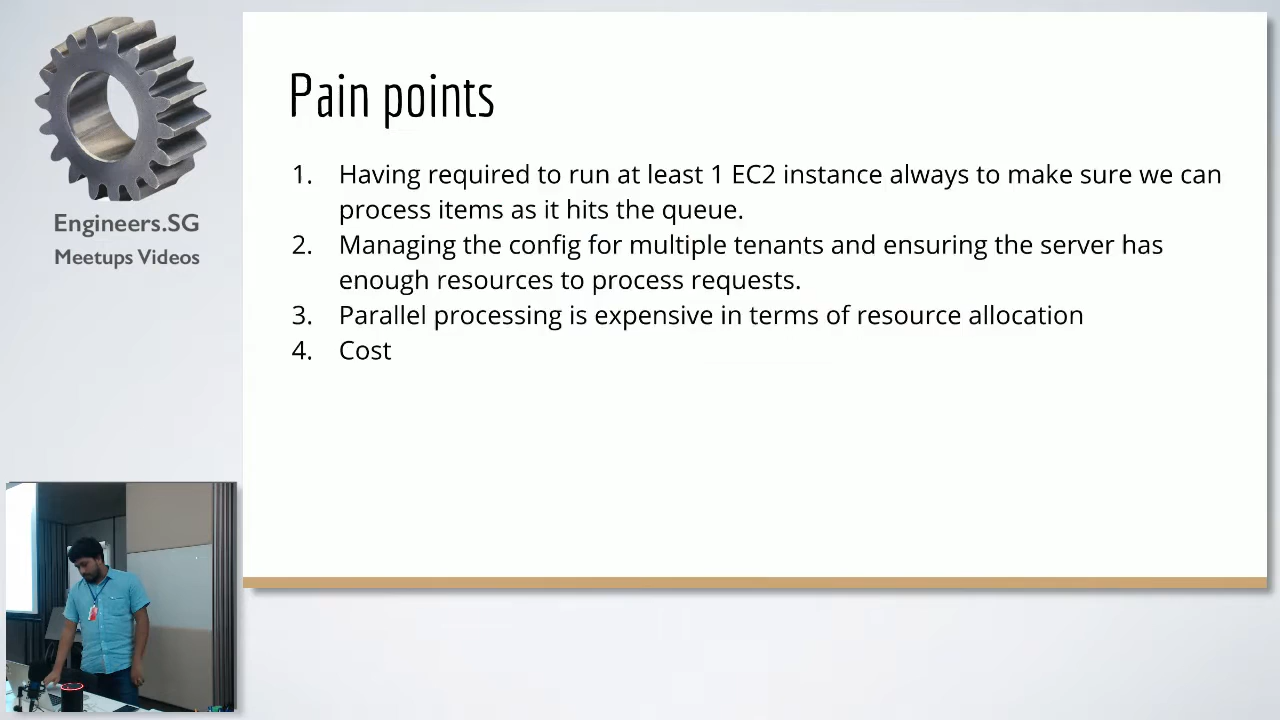 Pain points
1. Having required to run at least 1 EC2 instance always to make sure we can
process items as it hits the queue.
2. Managing the config for multiple tenants and ensuring the server has
enough resources to process requests.
3. Parallel processing is expensive in terms of resource allocation
4. Cost
Engineers.SG
Meetups Videos